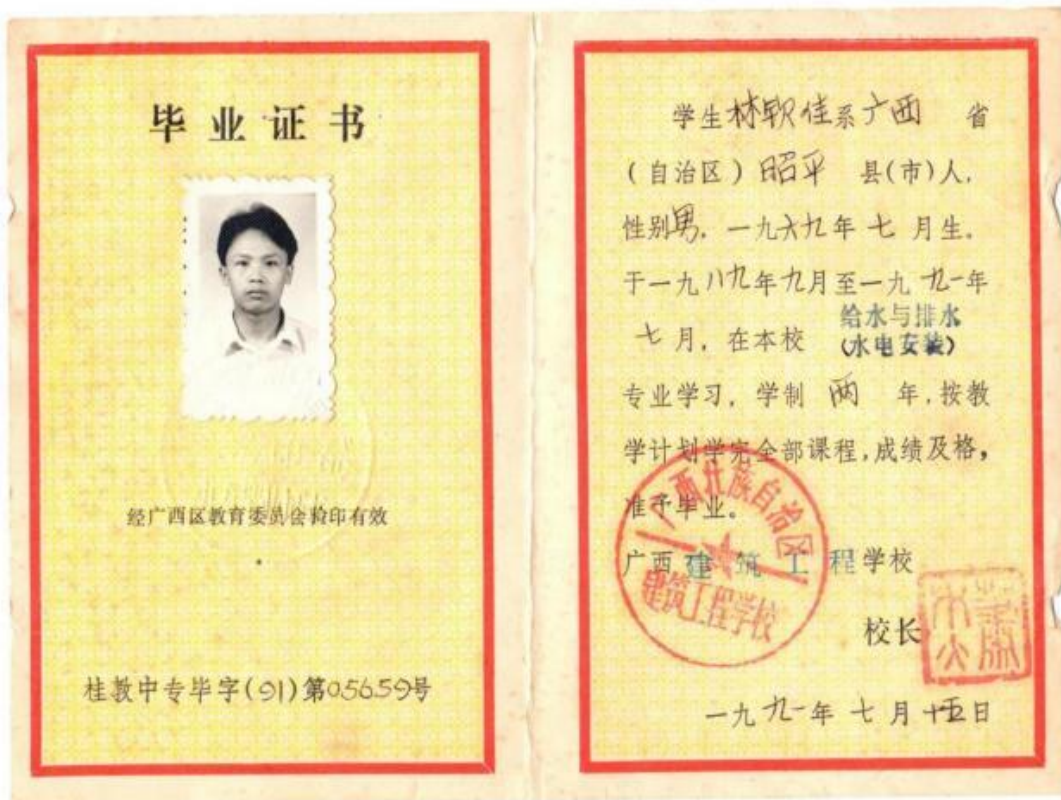 毕业证书
经广西区教育委员会验印有效
桂教中专毕字(91)第05659号
学生林钦佳系广西 省
(自治区)昭平 县(市)人,
性别男,一九六九年七月生。
于一九八九年九月至一九九一年
七月,在本校 给水与排水
(水电安装)
专业学习,学制 两 年,按教
学计划学完全部课程,成绩及格,
准予毕业。
广西建筑工程学校
广西壮族自治区
建筑工程学校
校长
一九九一年七月十五日